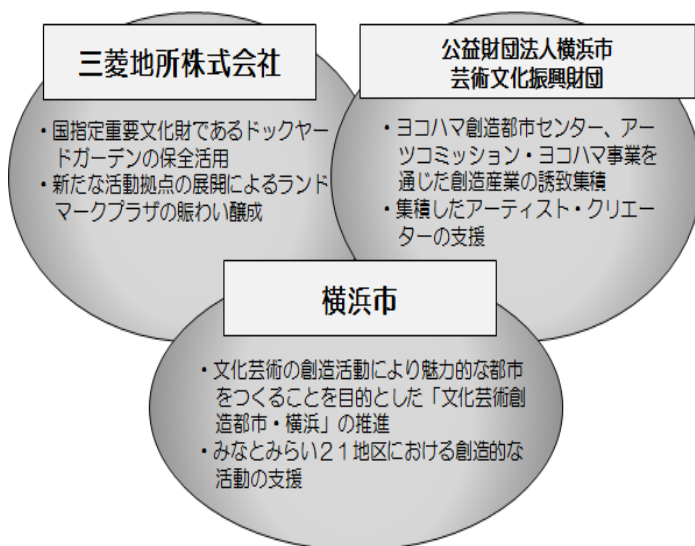 三菱地所株式会社
・国指定重要文化財であるドックヤー
ドガーデンの保全活用
・新たな活動拠点の展開によるランド
マークプラザの賑わい醸成
公益財団法人横浜市
芸術文化振興財団
・ヨコハマ創造都市センター、アー
ツコミッション・ヨコハマ事業を
通じた創造産業の誘致集積
・集積したアーティスト・クリエー
ターの支援
横浜市
・文化芸術の創造活動により魅力的な都市
をつくることを目的とした「文化芸術創
造都市・横浜」の推進
・みなとみらい２１地区における創造的な
活動の支援